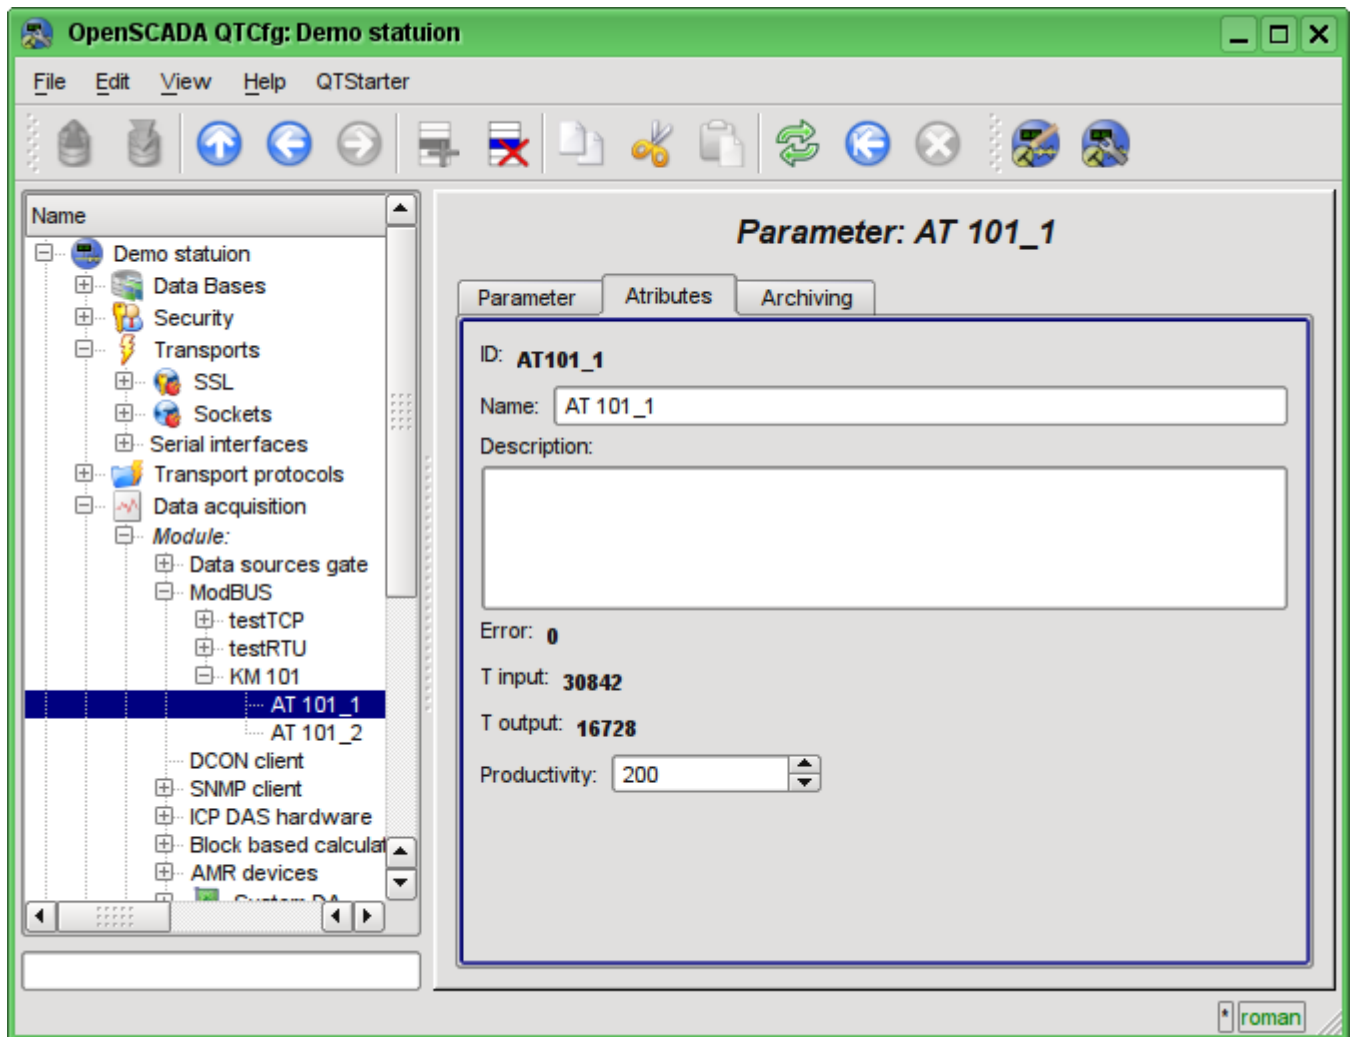 OpenSCADA QTCfg: Demo statuion
File Edit View Help QTStarter
Name
Demo statuion
Data Bases
Security
Transports
SSL
Sockets
Serial interfaces
Transport protocols
Data acquisition
Module:
Data sources gate
ModBUS
testTCP
testRTU
KM 101
AT 101_1
AT 101_2
DCON client
SNMP client
ICP DAS hardware
Block based calculat
AMR devices
System DA
Parameter: AT 101_1
Parameter Atributes Archiving
ID: AT101_1
Name: AT 101_1
Description:
Error: 0
T input: 30842
T output: 16728
Productivity: 200
* roman